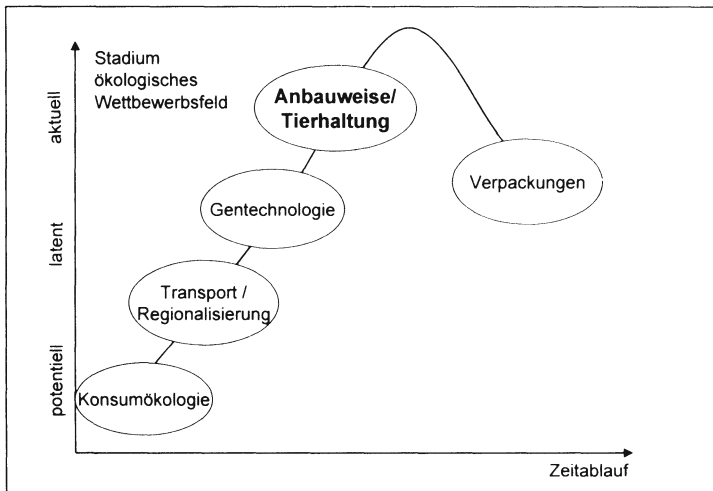 Stadium
ökologisches
Wettbewerbsfeld
aktuell
latent
potentiell
Anbauweise/
Tierhaltung
Verpackungen
Gentechnologie
Transport /
Regionalisierung
Konsumökologie
Zeitablauf